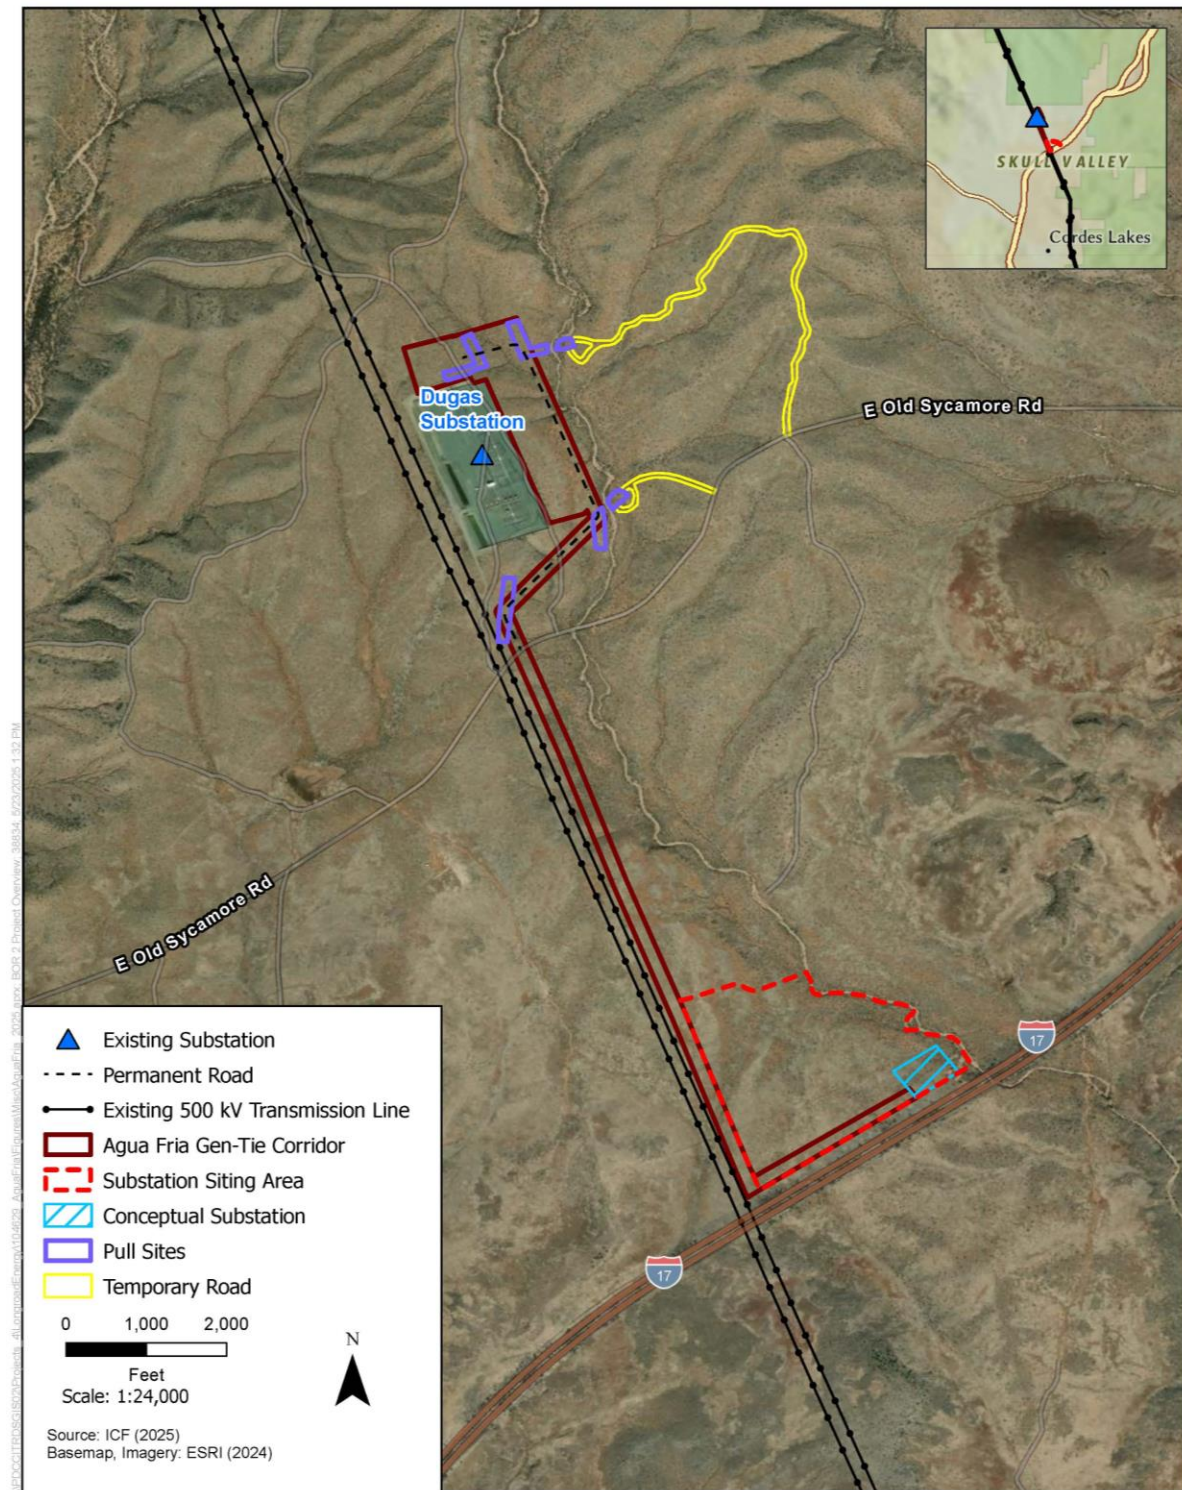 SKULL VALLEY
Cordes Lakes
Dugas
Substation
E Old Sycamore Rd
E Old Sycamore Rd
17
17
Existing Substation
Permanent Road
Existing 500 kV Transmission Line
Agua Fria Gen-Tie Corridor
Substation Siting Area
Conceptual Substation
Pull Sites
Temporary Road
0 1,000 2,000
Feet
Scale: 1:24,000
N
Source: ICF (2025)
Basemap, Imagery: ESRI (2024)